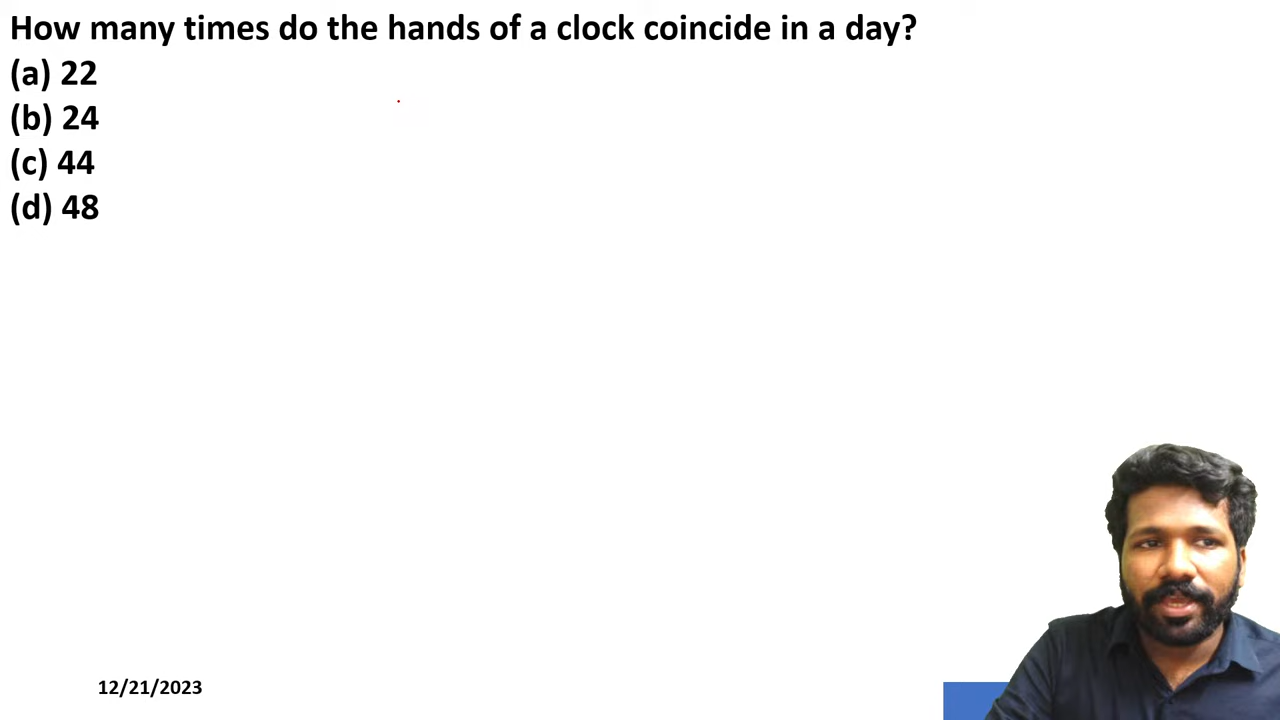 How many times do the hands of a clock coincide in a day?
(a) 22
(b) 24
(c) 44
(d) 48
12/21/2023